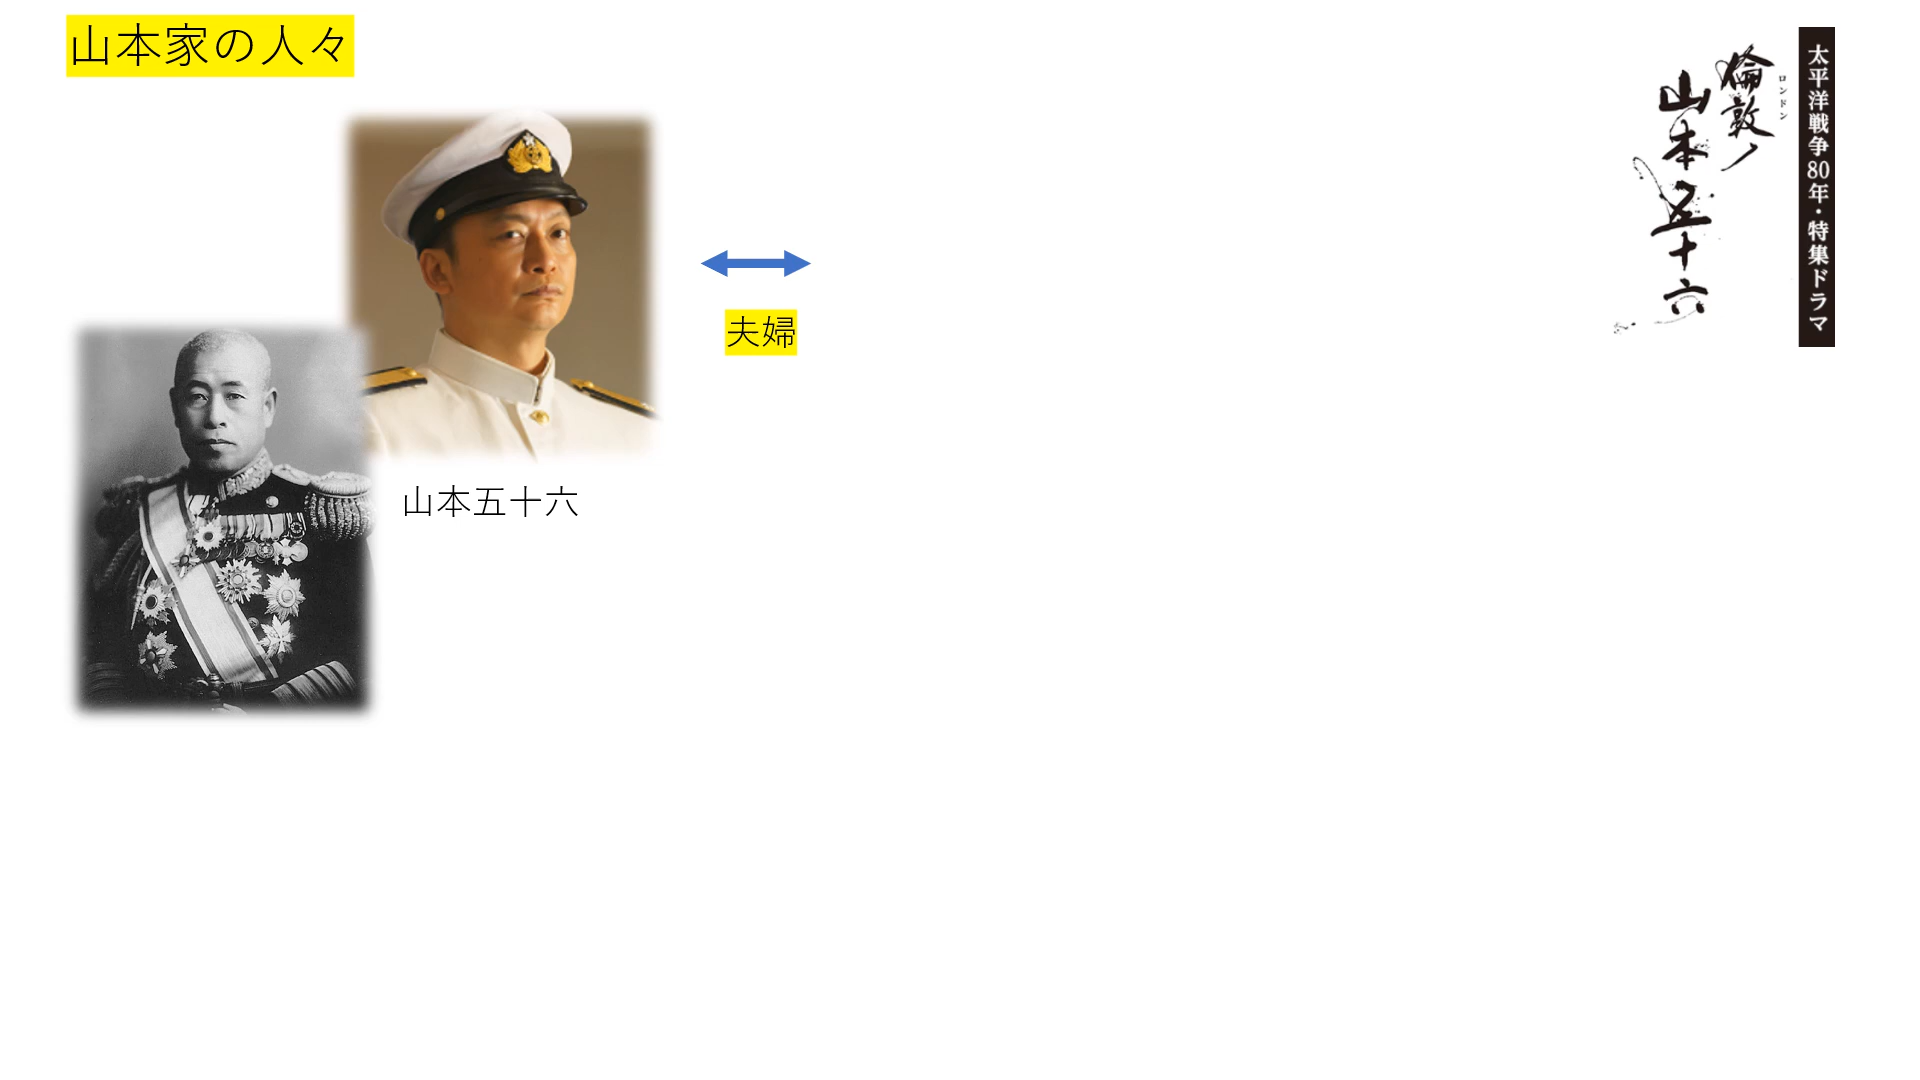 山本家の人々
太平洋戦争80年・特集ドラマ
倫敦ノ
ロンドン
山本五十六
夫婦
山本五十六